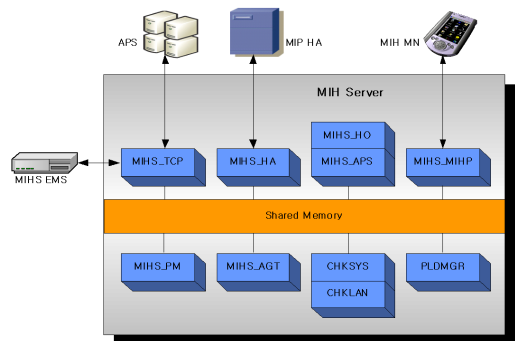 APS
MIP HA
MIH MN
MIH Server
MIHS_HO
MIHS_TCP
MIHS_HA
MIHS_APS
MIHS_MIHP
MIHS EMS
Shared Memory
MIHS_PM
MIHS_AGT
CHKSYS
PLDMGR
CHKLAN